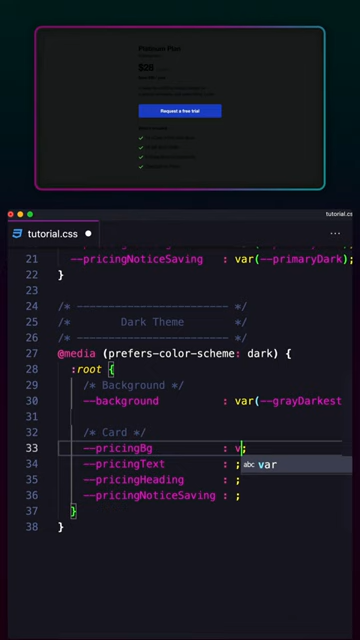 Platinum Plan
$28
Request a free trial
tutorial.c
tutorial.css
...
21 --pricingNoticeSaving : var(--primaryDark);
22 }
23
24 /* ------------------------ */
25 /* Dark Theme */
26 /* ------------------------ */
27 @media (prefers-color-scheme: dark) {
28 :root {
29 /* Background */
30 --background : var(--grayDarkest
31
32 /* Card */
33 --pricingBg : v;
abc var
34 --pricingText : ;
35 --pricingHeading : ;
36 --pricingNoticeSaving : ;
37 }
38 }